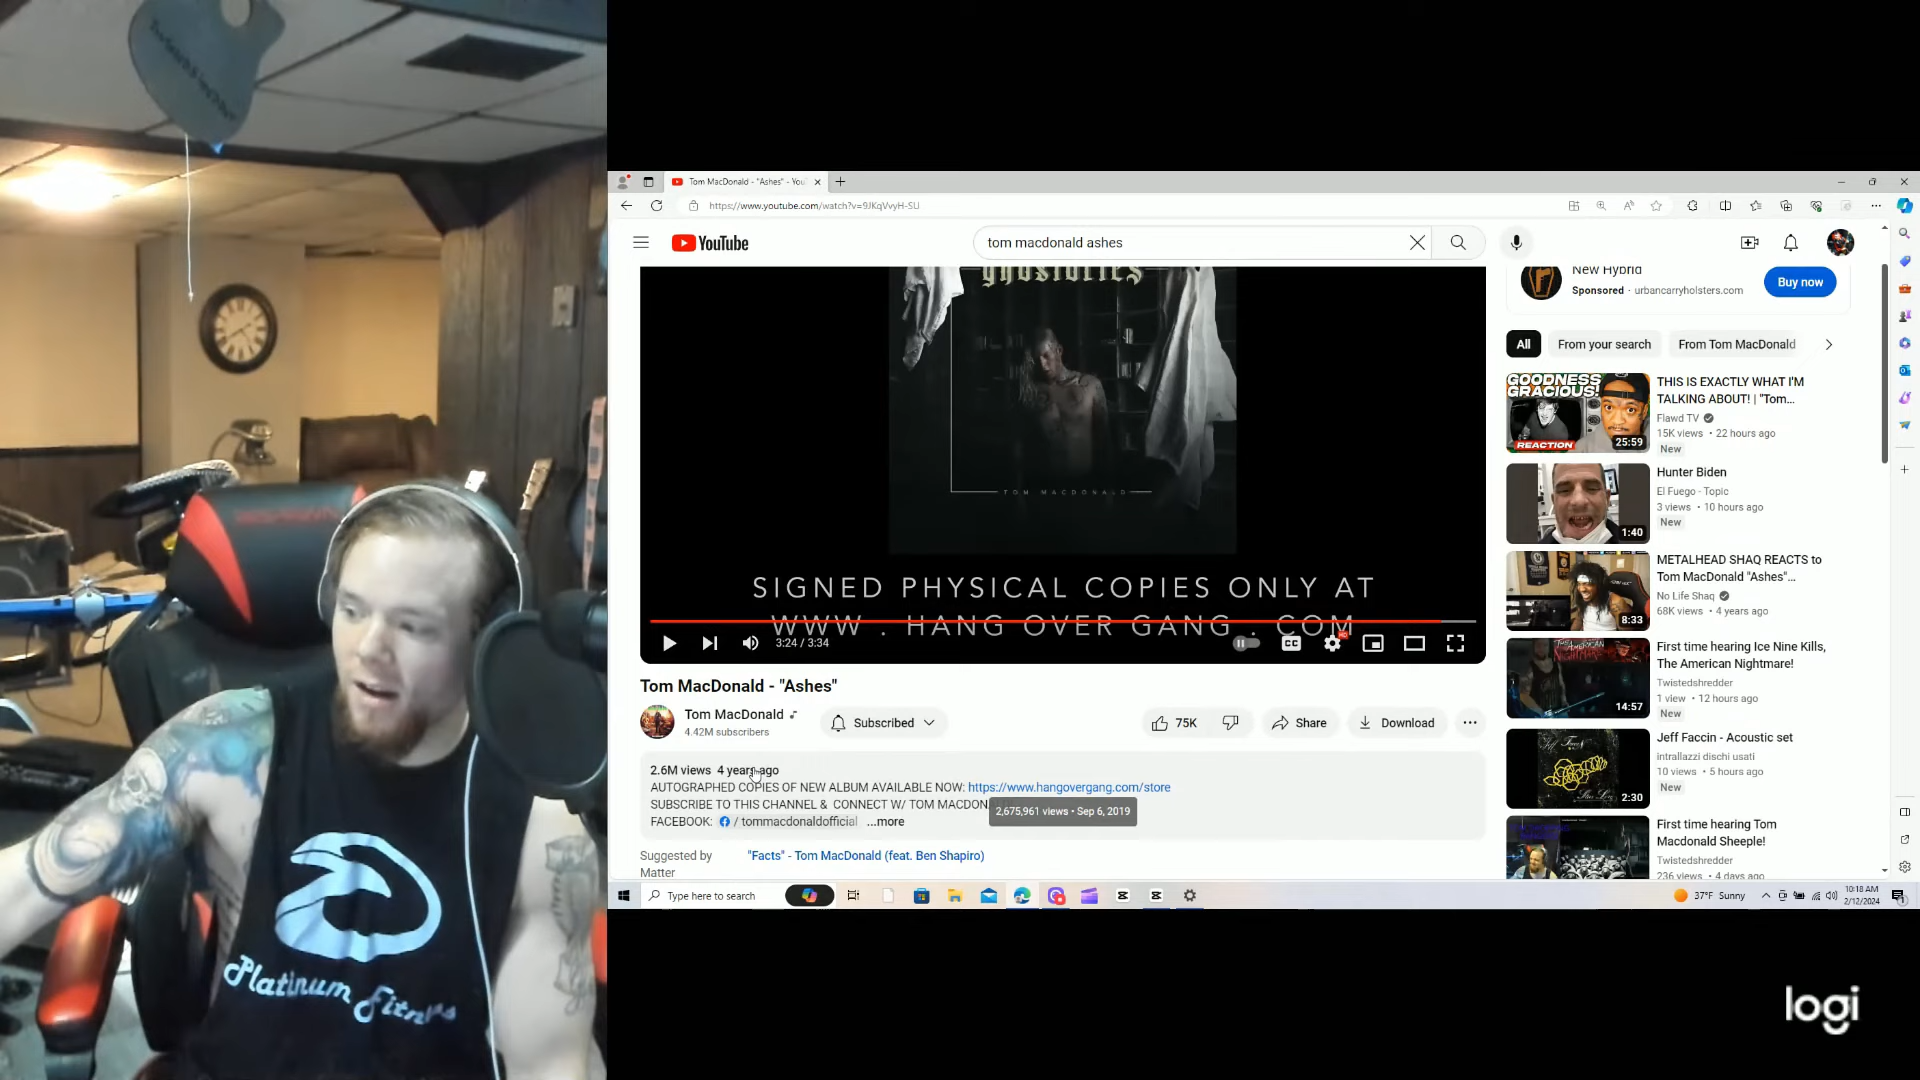 Platinum Fitness
Tom MacDonald - "Ashes" - You
https://www.youtube.com/watch?v=9JKqVvyH-SU
YouTube
tom macdonald ashes
ghostories
TOM MACDONALD
SIGNED PHYSICAL COPIES ONLY AT
WWW . HANG OVER GANG . COM
3:24 / 3:34
CC
HD
Tom MacDonald - "Ashes"
Tom MacDonald
4.42M subscribers
Subscribed
75K
Share
Download
2.6M views 4 years ago
AUTOGRAPHED COPIES OF NEW ALBUM AVAILABLE NOW: https://www.hangovergang.com/store
SUBSCRIBE TO THIS CHANNEL & CONNECT W/ TOM MACDON
2,675,961 views • Sep 6, 2019
FACEBOOK: / tommacdonaldofficial ...more
Suggested by
Matter
"Facts" - Tom MacDonald (feat. Ben Shapiro)
New Hybrid
Sponsored · urbancarryholsters.com
Buy now
All
From your search
From Tom MacDonald
GOODNESS
GRACIOUS!
REACTION
25:59
THIS IS EXACTLY WHAT I'M
TALKING ABOUT! | "Tom...
Flawd TV
15K views • 22 hours ago
New
1:40
Hunter Biden
El Fuego - Topic
3 views • 10 hours ago
New
8:33
METALHEAD SHAQ REACTS to
Tom MacDonald "Ashes"...
No Life Shaq
68K views • 4 years ago
14:57
First time hearing Ice Nine Kills,
The American Nightmare!
Twistedshredder
1 view • 12 hours ago
New
2:30
Jeff Faccin - Acoustic set
intrallazzi dischi usati
10 views • 5 hours ago
New
First time hearing Tom
Macdonald Sheeple!
Twistedshredder
236 views • 4 days ago
Type here to search
37°F Sunny
10:18 AM
2/12/2024
logi